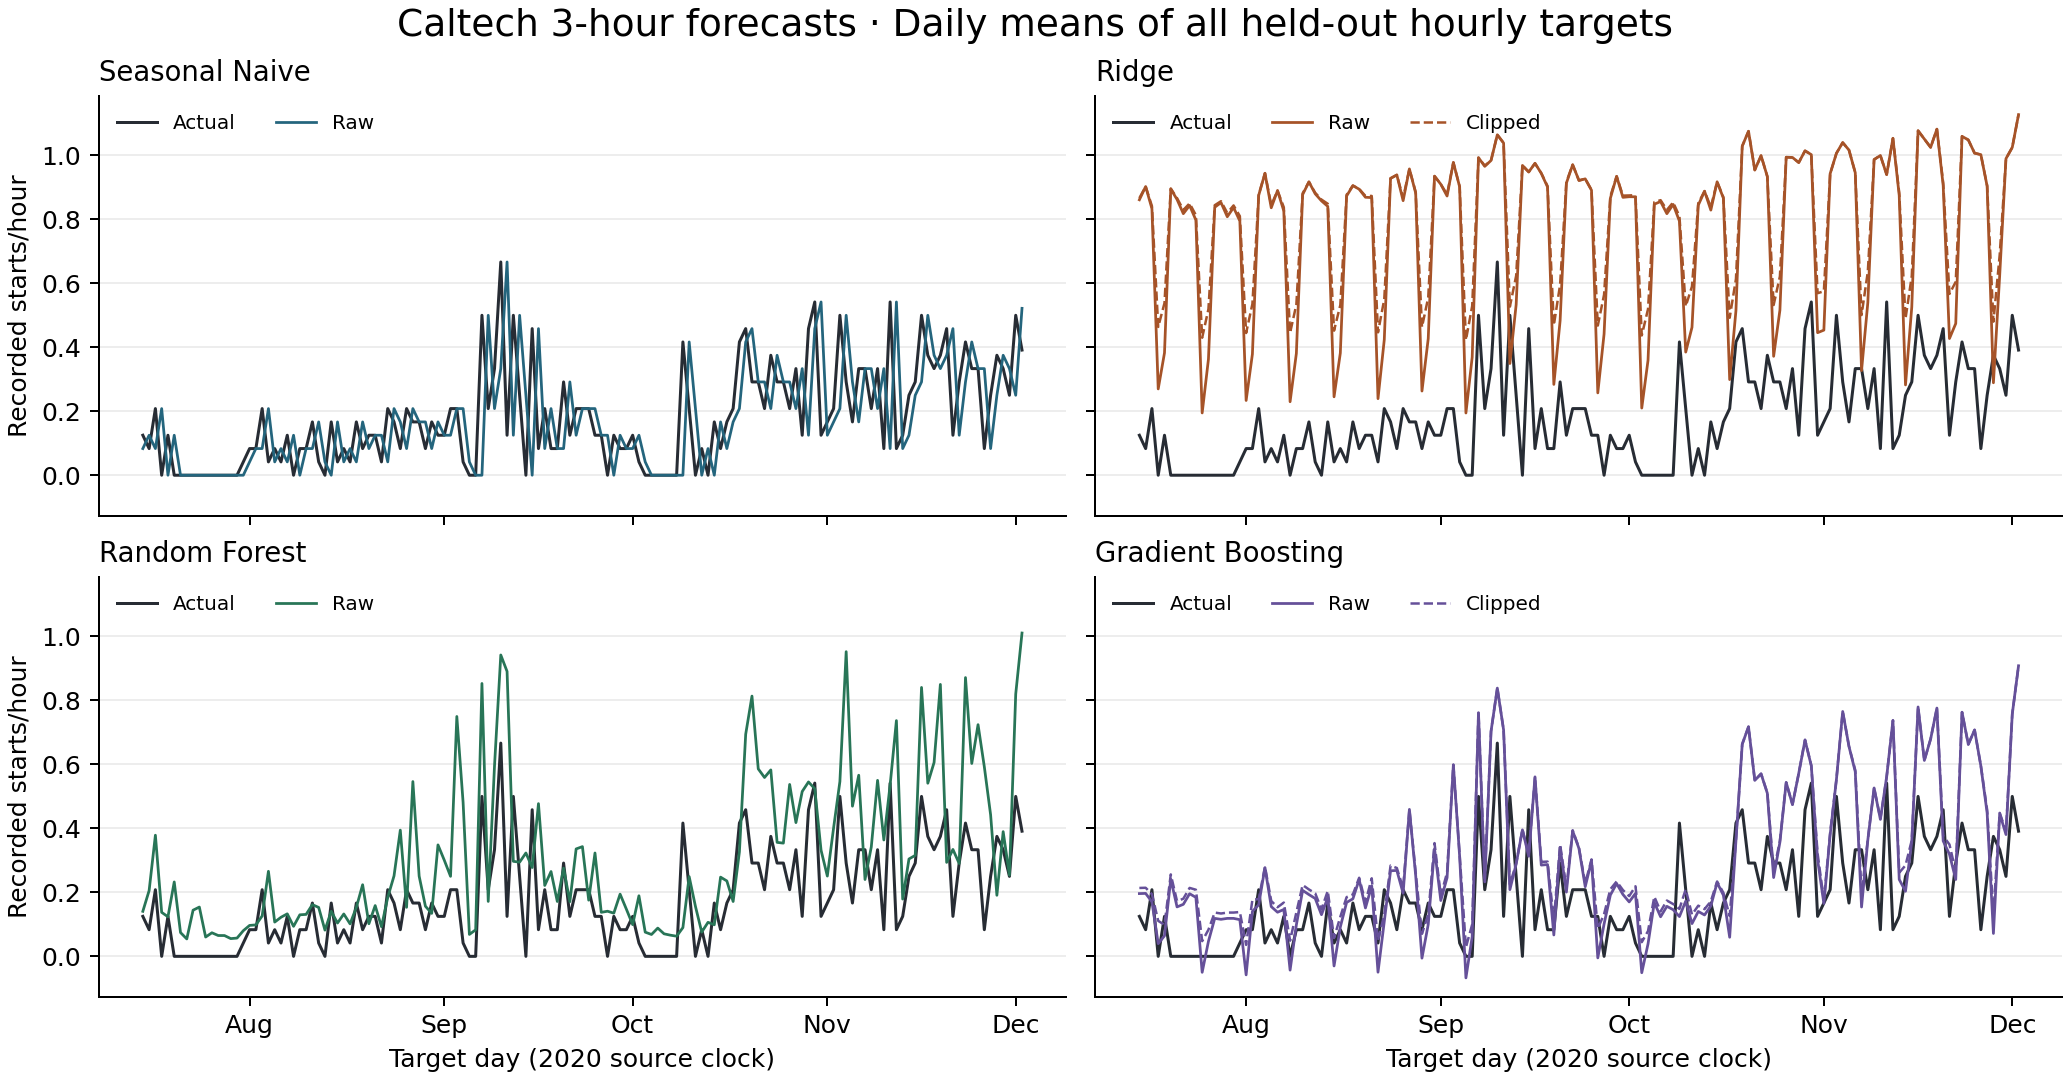 Caltech 3-hour forecasts · Daily means of all held-out hourly targets
Seasonal Naive
Actual Raw
Recorded starts/hour
1.0
0.8
0.6
0.4
0.2
0.0
Ridge
Actual Raw Clipped
Random Forest
Actual Raw
Recorded starts/hour
1.0
0.8
0.6
0.4
0.2
0.0
Aug Sep Oct Nov Dec
Target day (2020 source clock)
Gradient Boosting
Actual Raw Clipped
Aug Sep Oct Nov Dec
Target day (2020 source clock)